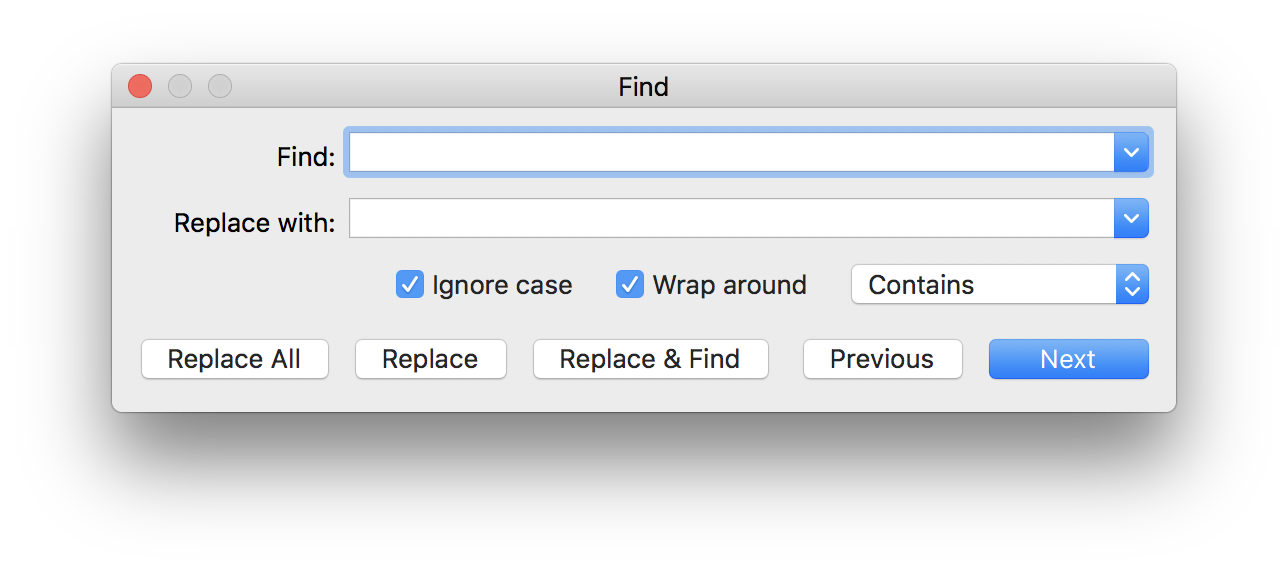 Find
Find:
Replace with:
Ignore case Wrap around Contains
Replace All Replace Replace & Find Previous Next